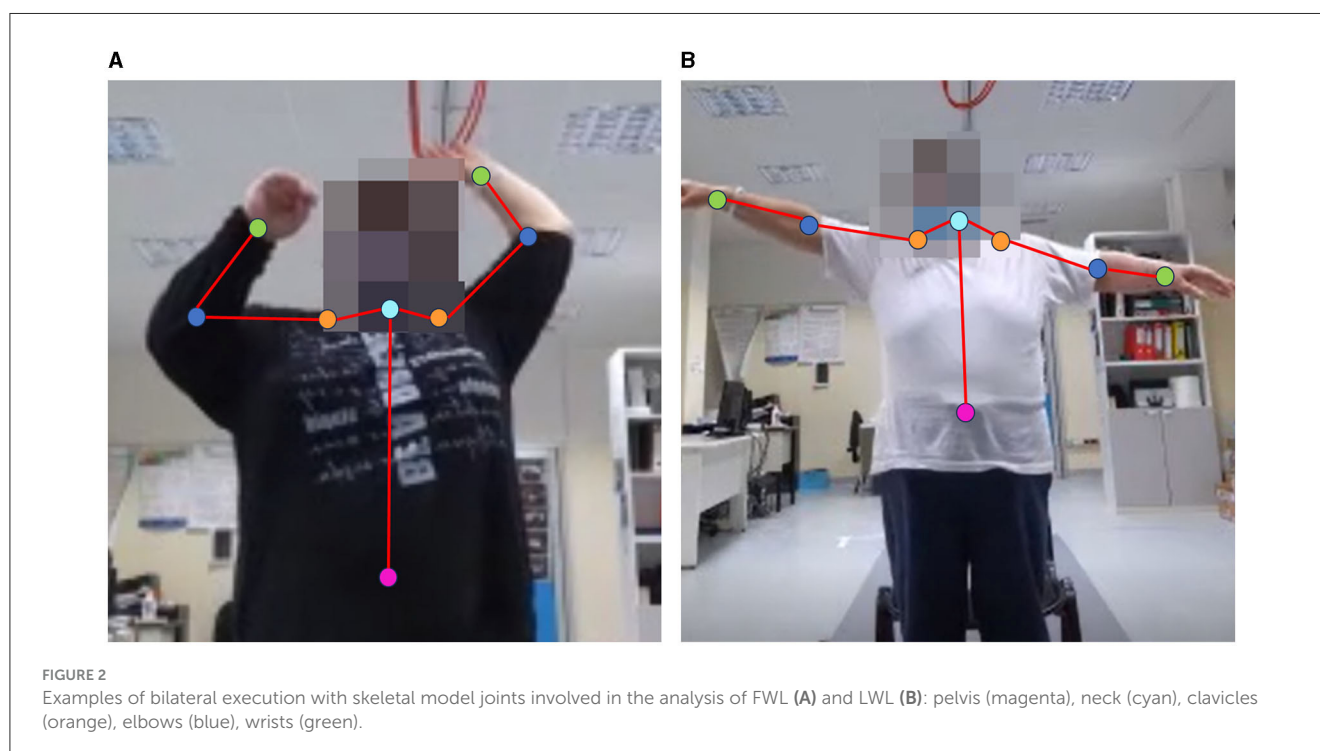 A
B
FIGURE 2
Examples of bilateral execution with skeletal model joints involved in the analysis of FWL (A) and LWL (B): pelvis (magenta), neck (cyan), clavicles
(orange), elbows (blue), wrists (green).